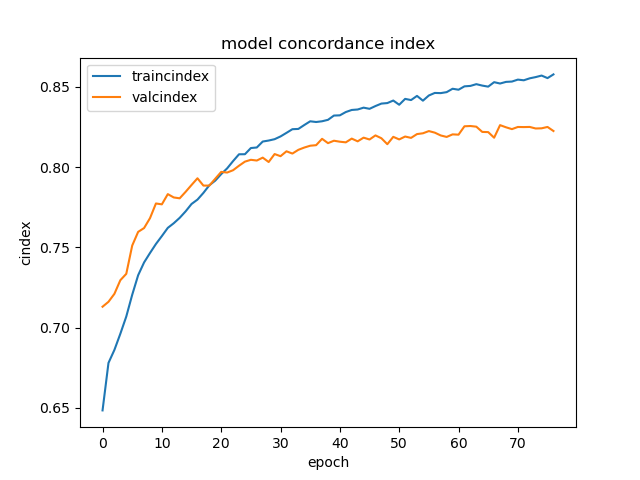 model concordance index
traincindex
valcindex
0.85
0.80
0.75
0.70
0.65
cindex
0 10 20 30 40 50 60 70
epoch